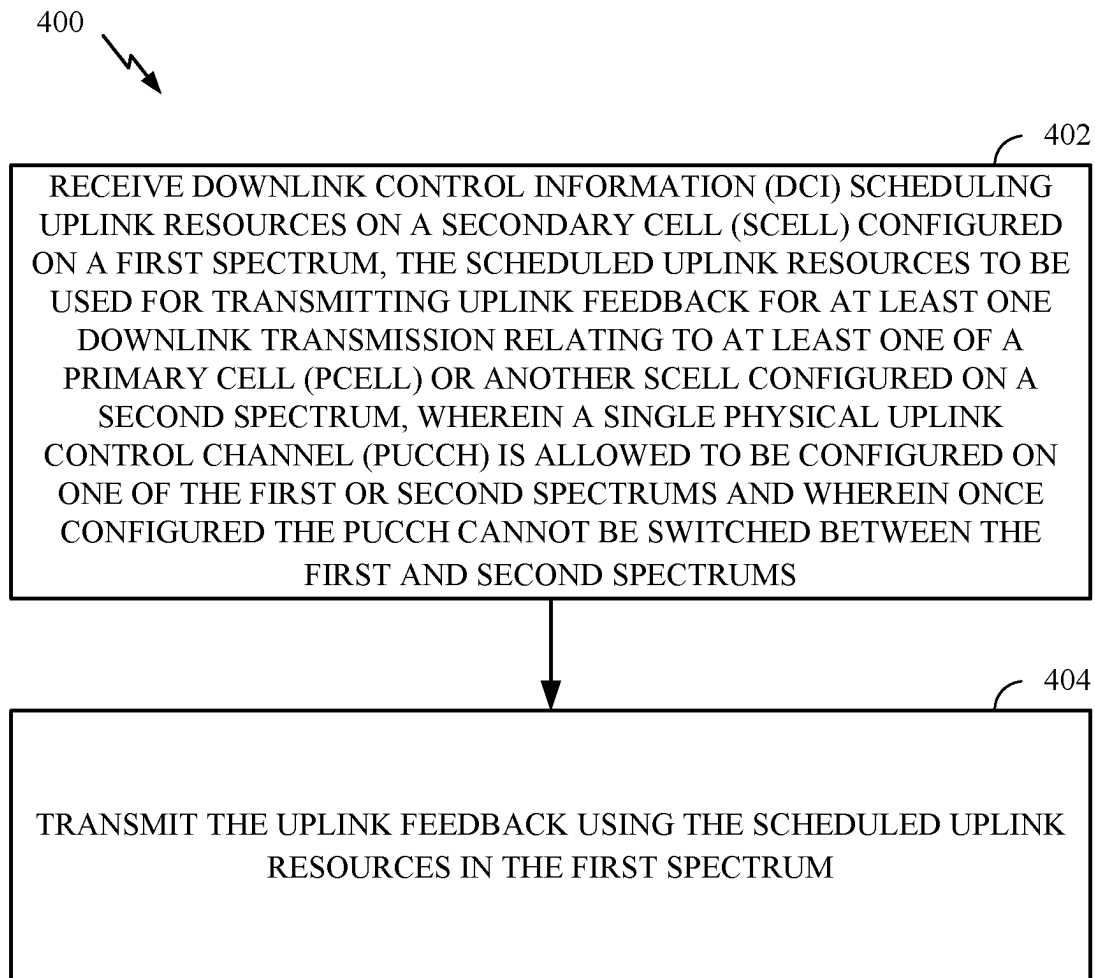 400
402
RECEIVE DOWNLINK CONTROL INFORMATION (DCI) SCHEDULING
UPLINK RESOURCES ON A SECONDARY CELL (SCELL) CONFIGURED
ON A FIRST SPECTRUM, THE SCHEDULED UPLINK RESOURCES TO BE
USED FOR TRANSMITTING UPLINK FEEDBACK FOR AT LEAST ONE
DOWNLINK TRANSMISSION RELATING TO AT LEAST ONE OF A
PRIMARY CELL (PCELL) OR ANOTHER SCELL CONFIGURED ON A
SECOND SPECTRUM, WHEREIN A SINGLE PHYSICAL UPLINK
CONTROL CHANNEL (PUCCH) IS ALLOWED TO BE CONFIGURED ON
ONE OF THE FIRST OR SECOND SPECTRUMS AND WHEREIN ONCE
CONFIGURED THE PUCCH CANNOT BE SWITCHED BETWEEN THE
FIRST AND SECOND SPECTRUMS
404
TRANSMIT THE UPLINK FEEDBACK USING THE SCHEDULED UPLINK
RESOURCES IN THE FIRST SPECTRUM